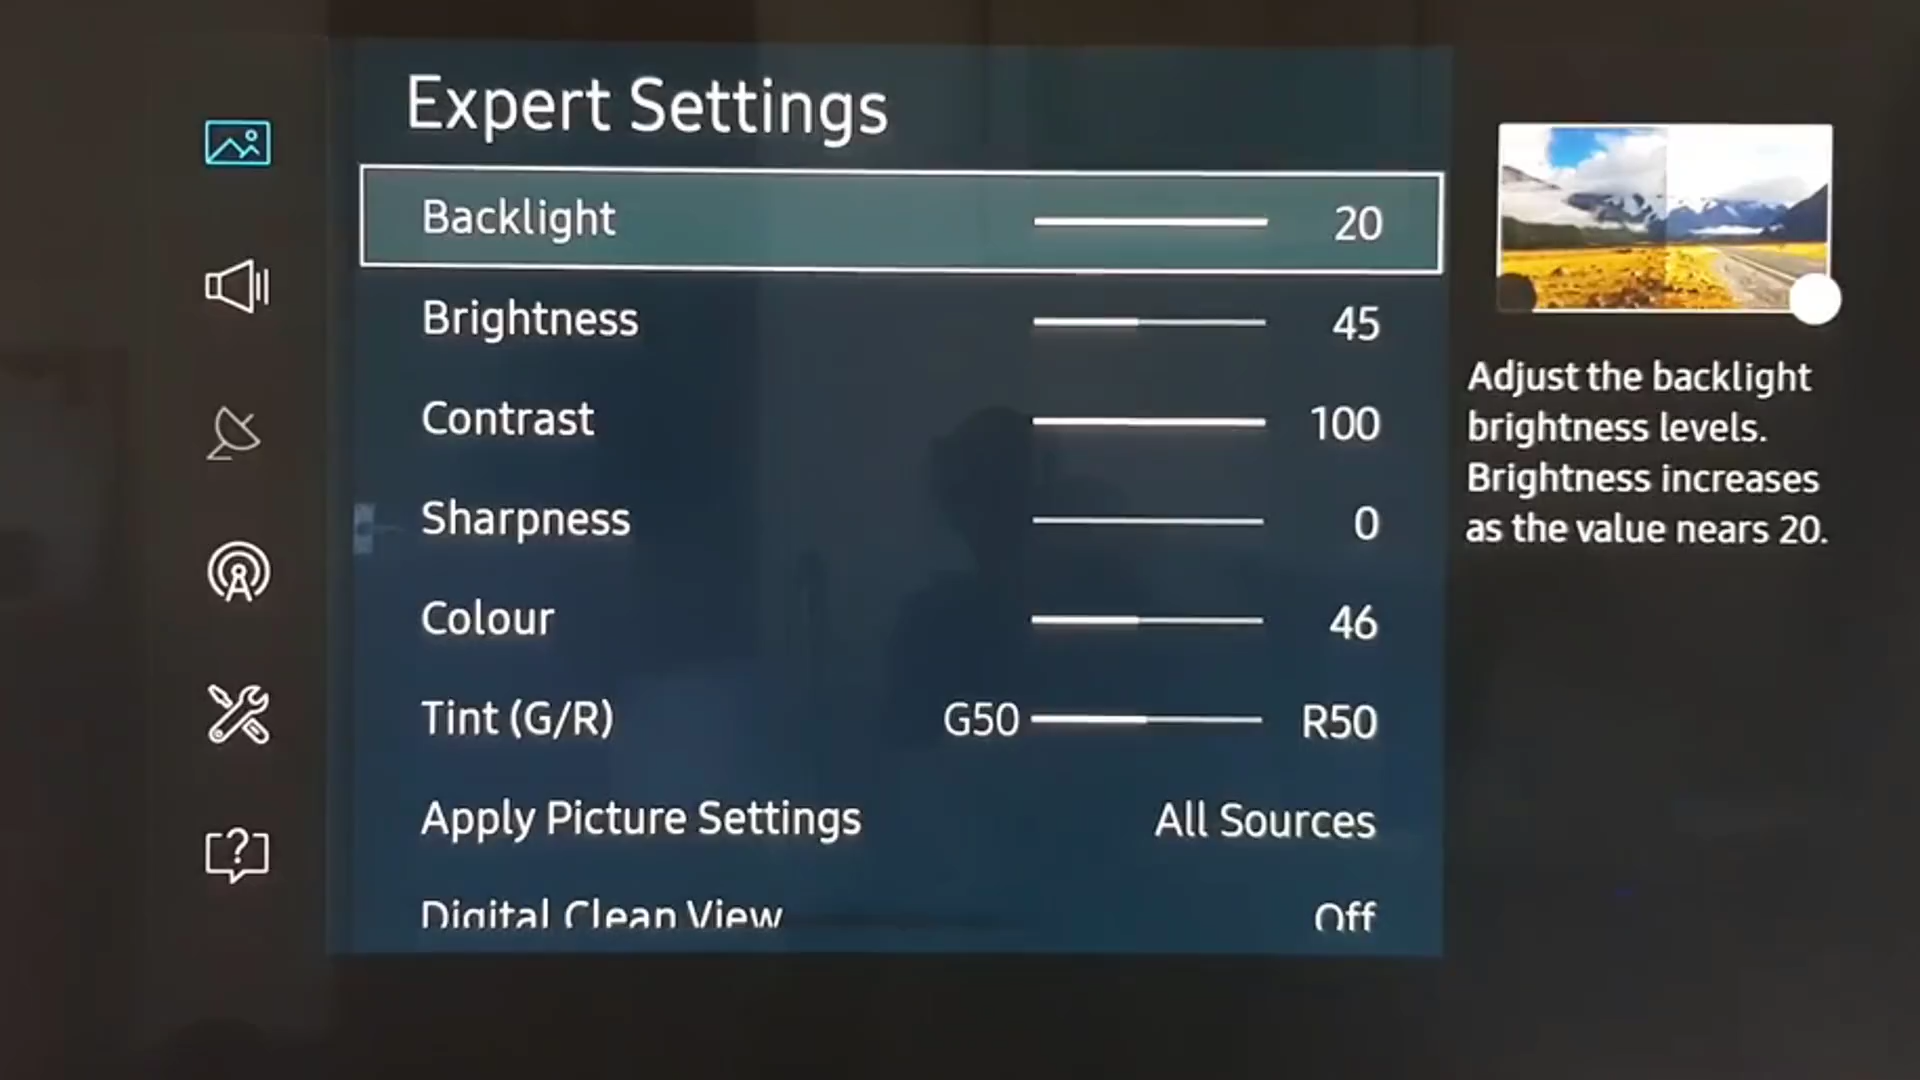 Expert Settings
Backlight 20
Brightness 45
Contrast 100
Sharpness 0
Colour 46
Tint (G/R) G50 R50
Apply Picture Settings All Sources
Digital Clean View Off
Adjust the backlight
brightness levels.
Brightness increases
as the value nears 20.